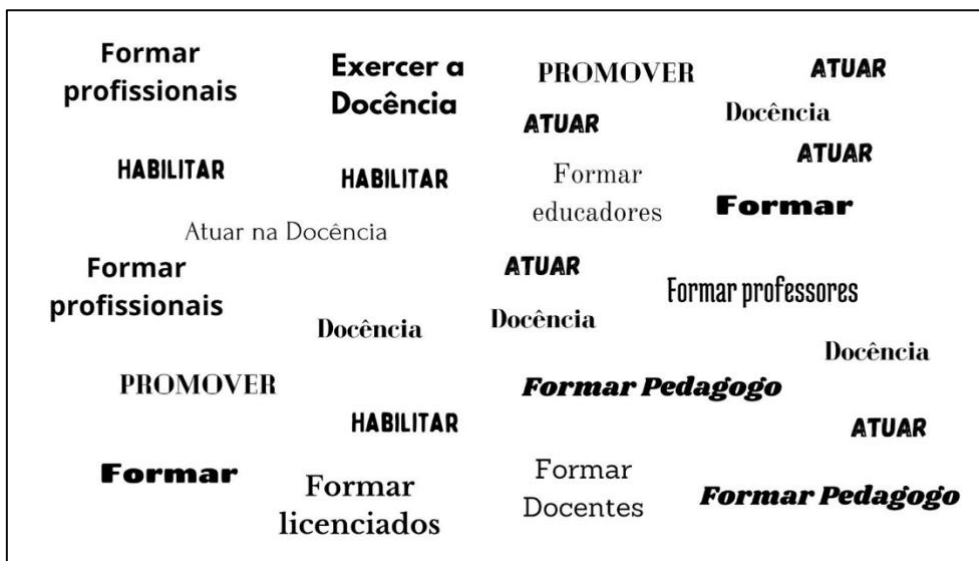 Formar
profissionais
Exercer a
Docência
PROMOVER
ATUAR
ATUAR
Docência
HABILITAR
HABILITAR
Formar
educadores
ATUAR
Formar
Atuar na Docência
Formar
profissionais
ATUAR
Formar professores
Docência
Docência
Docência
PROMOVER
Formar Pedagogo
HABILITAR
ATUAR
Formar
Formar
licenciados
Formar
Docentes
Formar Pedagogo